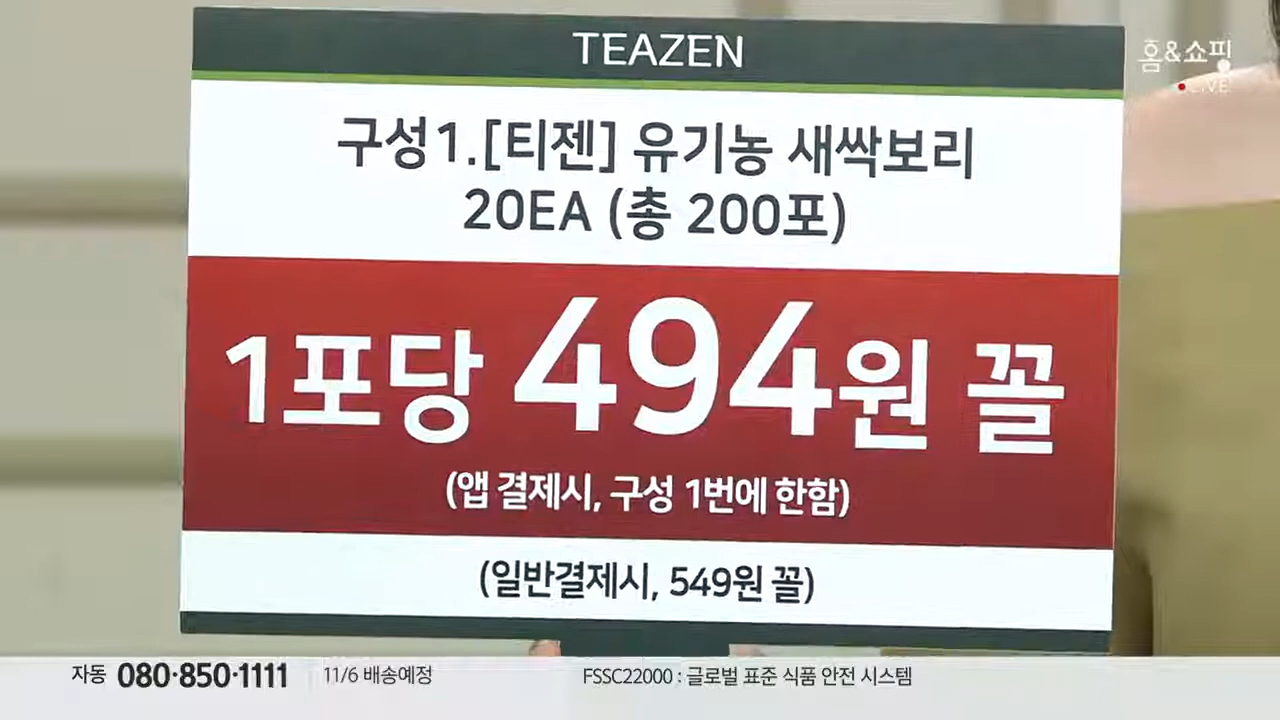 TEAZEN
홈&쇼핑
LIVE
구성1.[티젠] 유기농 새싹보리
20EA (총 200포)
1포당 494원 꼴
(앱 결제시, 구성 1번에 한함)
(일반결제시, 549원 꼴)
자동 080·850·1111 11/6 배송예정 FSSC22000 : 글로벌 표준 식품 안전 시스템